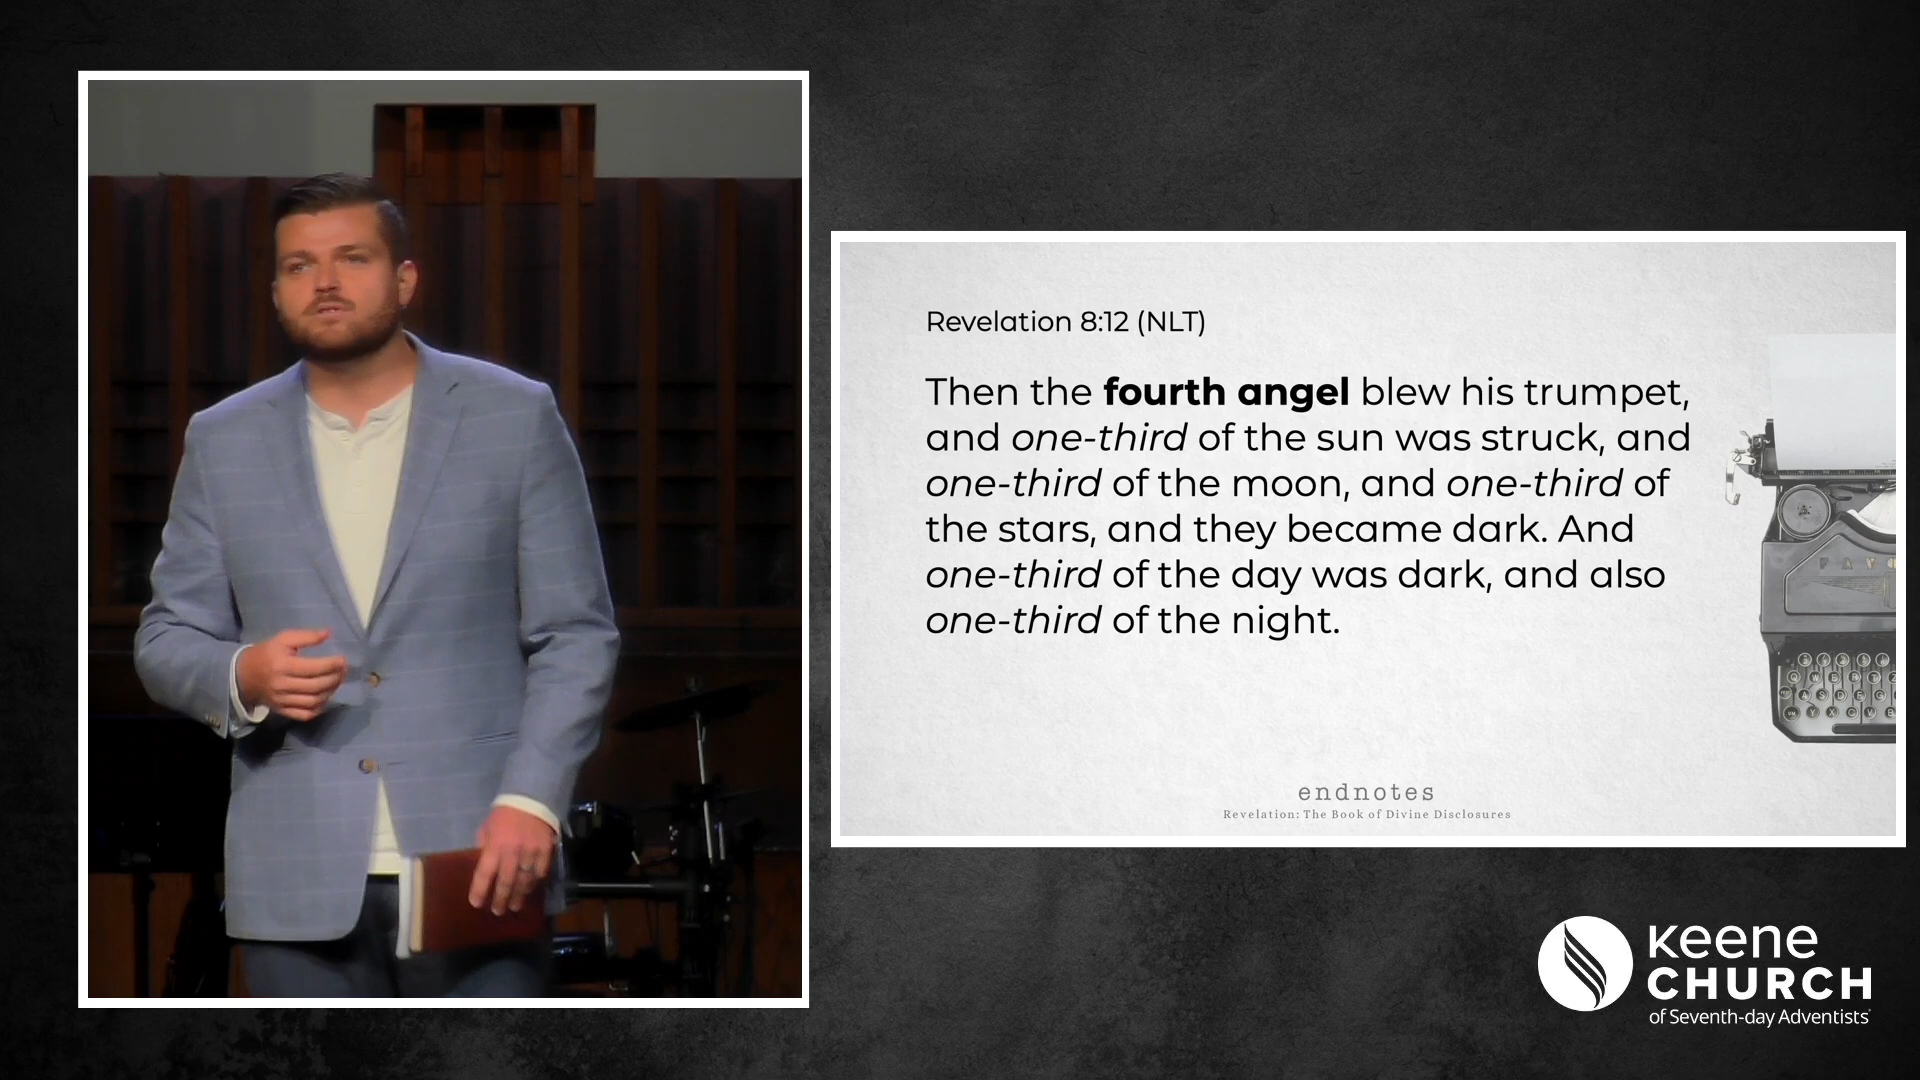 Revelation 8:12 (NLT)
Then the fourth angel blew his trumpet,
and one-third of the sun was struck, and
one-third of the moon, and one-third of
the stars, and they became dark. And
one-third of the day was dark, and also
one-third of the night.
endnotes
Revelation: The Book of Divine Disclosures
Keene
CHURCH
of Seventh-day Adventists